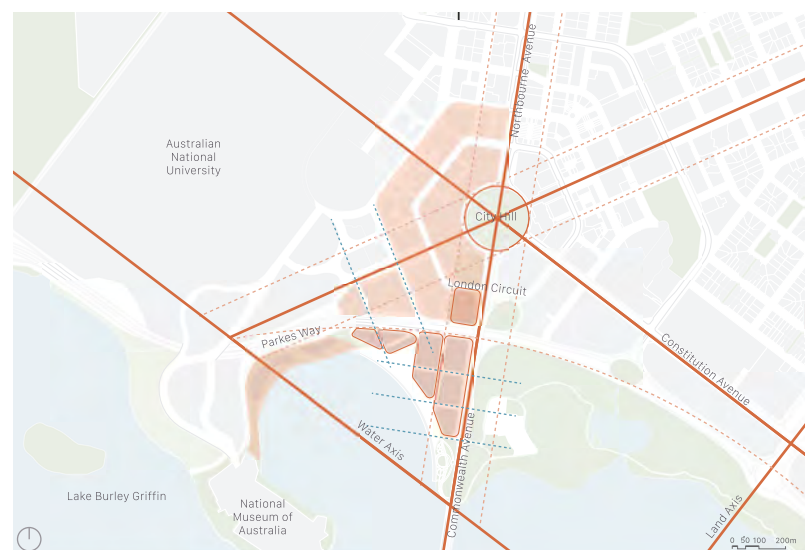 Northbourne Avenue
Australian
National
University
City Hill
London Circuit
Parkes Way
Constitution Avenue
Water Axis
Commonwealth Avenue
Lake Burley Griffin
National
Museum of
Australia
Land Axis
0 50 100 200m